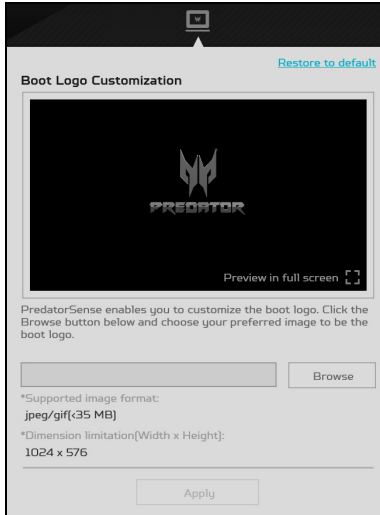 Restore to default
Boot Logo Customization
PREDATOR
Preview in full screen
PredatorSense enables you to customize the boot logo. Click the
Browse button below and choose your preferred image to be the
boot logo.
Browse
*Supported image format:
jpeg/gif(<35 MB)
*Dimension limitation(Width x Height):
1024 x 576
Apply